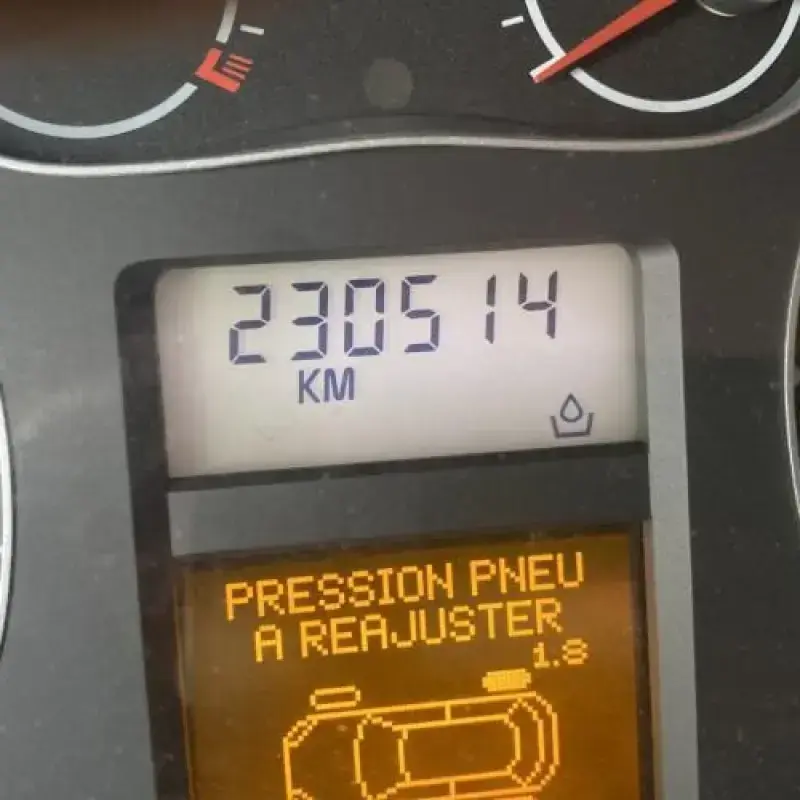 230514
KM
PRESSION PNEU
A REAJUSTER
1.8